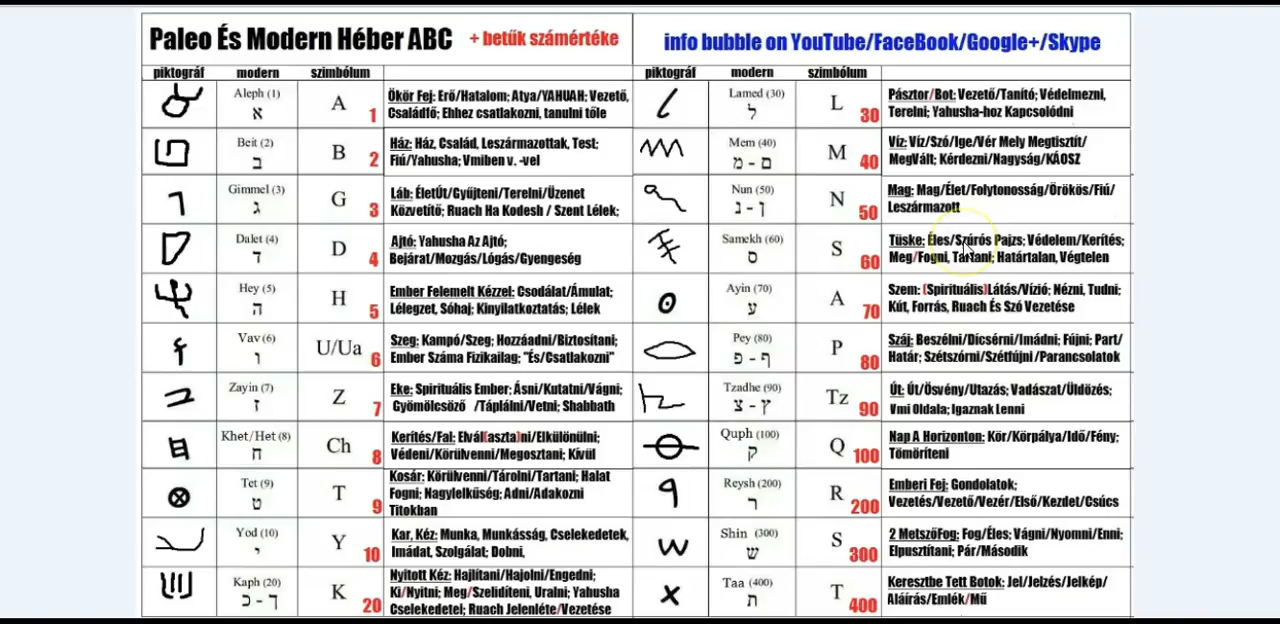 Paleo És Modern Héber ABC + betűk számértéke
info bubble on YouTube/FaceBook/Google+/Skype
piktográf modern szimbólum
piktográf modern szimbólum
Aleph (1)
א
A
1
Ökör Fej: Erő/Hatalom; Atya/YAHUAH; Vezető,
Családfő; Ehhez csatlakozni, tanulni tőle
Beit (2)
ב
B
2
Ház: Ház, Család, Leszármazottak, Test;
Fiú/Yahusha; Vmiben v. -vel
Gimmel (3)
ג
G
3
Láb: ÉletÚt/Gyűjteni/Terelni/Üzenet
Közvetítő; Ruach Ha Kodesh / Szent Lélek;
Dalet (4)
ד
D
4
Ajtó: Yahusha Az Ajtó;
Bejárat/Mozgás/Lógás/Gyengeség
Hey (5)
ה
H
5
Ember Felemelt Kézzel: Csodálat/Ámulat;
Lélegzet, Sóhaj; Kinyilatkoztatás; Lélek
Vav (6)
ו
U/Ua
6
Szeg: Kampó/Szeg; Hozzáadni/Biztosítani;
Ember Száma Fizikailag; "És/Csatlakozni"
Zayin (7)
ז
Z
7
Eke: Spirituális Ember; Ásni/Kutatni/Vágni;
Gyömölcsöző /Táplálni/Vetni; Shabbath
Khet/Het (8)
ח
Ch
8
Kerítés/Fal: Elvál(aszta)ni/Elkülönülni;
Védeni/Körülvenni/Megosztani; Kívül
Tet (9)
ט
T
9
Kosár: Körülvenni/Tárolni/Tartani; Halat
Fogni; Nagylelkűség; Adni/Adakozni
Titokban
Yod (10)
י
Y
10
Kar, Kéz: Munka, Munkásság, Cselekedetek,
Imádat, Szolgálat; Dobni,
Kaph (20)
כ - ך
K
20
Nyitott Kéz: Hajlítani/Hajolni/Engedni;
Ki/Nyitni; Meg/Szelidíteni, Uralni; Yahusha
Cselekedetei; Ruach Jelenléte/Vezetése
Lamed (30)
ל
L
30
Pásztor/Bot: Vezető/Tanító; Védelmezni,
Terelni; Yahusha-hoz Kapcsolódni
Mem (40)
מ - ם
M
40
Víz: Víz/Szó/Ige/Vér Mely Megtisztít/
MegVált; Kérdezni/Nagyság/KÁOSZ
Nun (50)
נ - ן
N
50
Mag: Mag/Élet/Folytonosság/Örökös/Fiú/
Leszármazott
Samekh (60)
ס
S
60
Tüske: Éles/Szúrós Pajzs; Védelem/Kerítés;
Meg/Fogni, Tartani; Határtalan, Végtelen
Ayin (70)
ע
A
70
Szem: (Spirituális)Látás/Vízió; Nézni, Tudni;
Kút, Forrás, Ruach És Szó Vezetése
Pey (80)
פ - ף
P
80
Száj: Beszélni/Dícsérni/Imádni; Fújni; Part/
Határ; Szétszórni/Szétfújni/Parancsolatok
Tzadhe (90)
צ - ץ
Tz
90
Út: Út/Ösvény/Utazás; Vadászat/Üldözés;
Vmi Oldala; Igaznak Lenni
Quph (100)
ק
Q
100
Nap A Horizonton: Kör/Körpálya/Idő/Fény;
Tömöríteni
Reysh (200)
ר
R
200
Emberi Fej: Gondolatok;
Vezetés/Vezető/Vezér/Első/Kezdet/Csúcs
Shin (300)
ש
S
300
2 MetszőFog: Fog/Éles; Vágni/Nyomni/Enni;
Elpusztítani; Pár/Második
Taa (400)
ת
T
400
Keresztbe Tett Botok: Jel/Jelzés/Jelkép/
Aláírás/Emlék/Mű